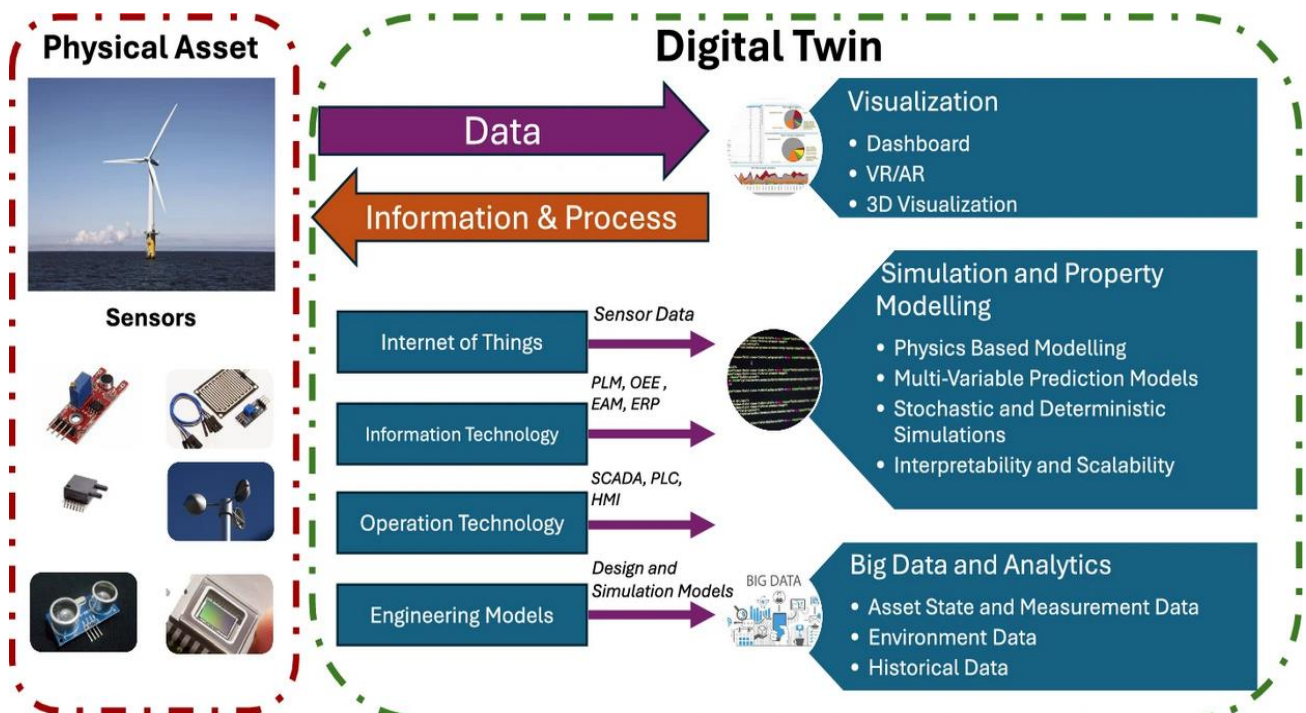 Physical Asset
Sensors
Digital Twin
Data
Information & Process
Internet of Things
Sensor Data
Information Technology
PLM, OEE ,
EAM, ERP
Operation Technology
SCADA, PLC,
HMI
Engineering Models
Design and
Simulation Models
Visualization
• Dashboard
• VR/AR
• 3D Visualization
Simulation and Property
Modelling
• Physics Based Modelling
• Multi-Variable Prediction Models
• Stochastic and Deterministic
Simulations
• Interpretability and Scalability
BIG DATA
Big Data and Analytics
• Asset State and Measurement Data
• Environment Data
• Historical Data